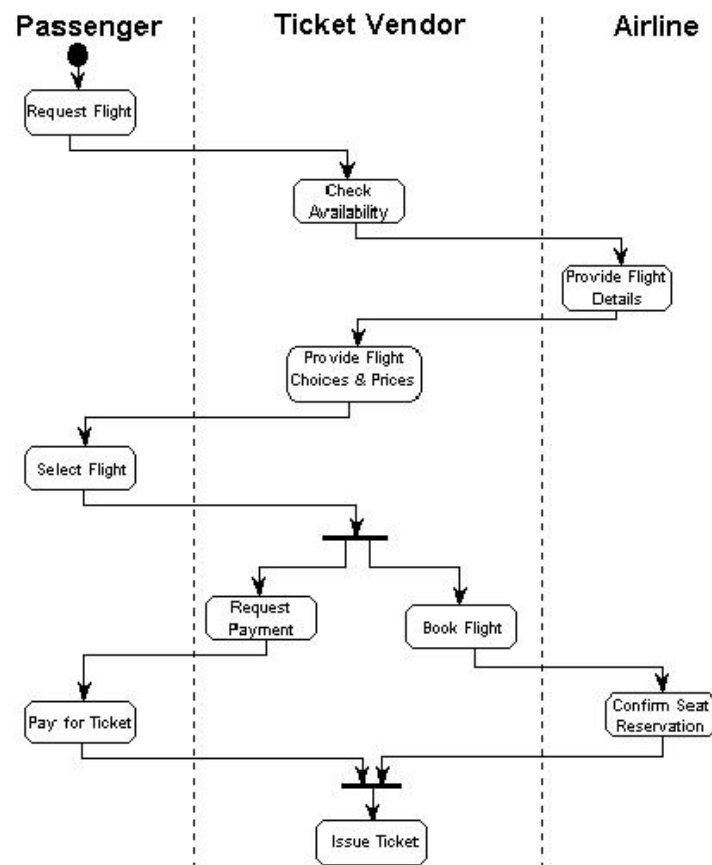 Passenger
Ticket Vendor
Airline
Request Flight
Check
Availability
Provide Flight
Details
Provide Flight
Choices & Prices
Select Flight
Request
Payment
Book Flight
Pay for Ticket
Confirm Seat
Reservation
Issue Ticket